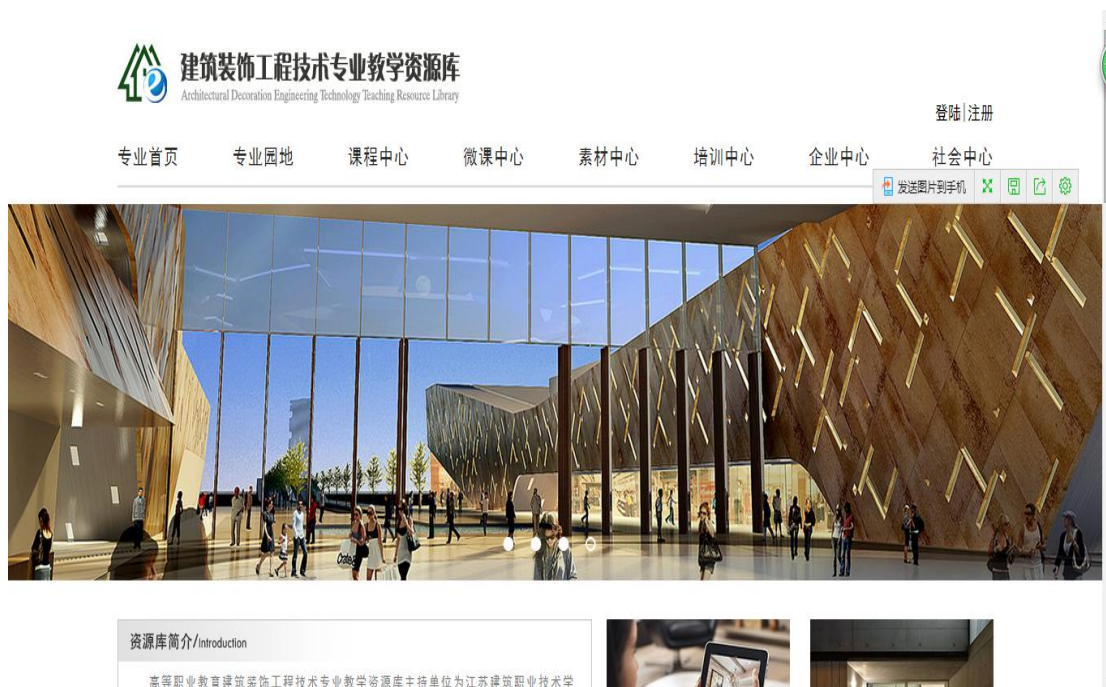 建筑装饰工程技术专业教学资源库
Architectural Decoration Engineering Technology Teaching Resource Library
登陆|注册
专业首页 专业园地 课程中心 微课中心 素材中心 培训中心 企业中心 社会中心
发送图片到手机
资源库简介/Introduction
高等职业教育建筑装饰工程技术专业教学资源库主持单位为江苏建筑职业技术学